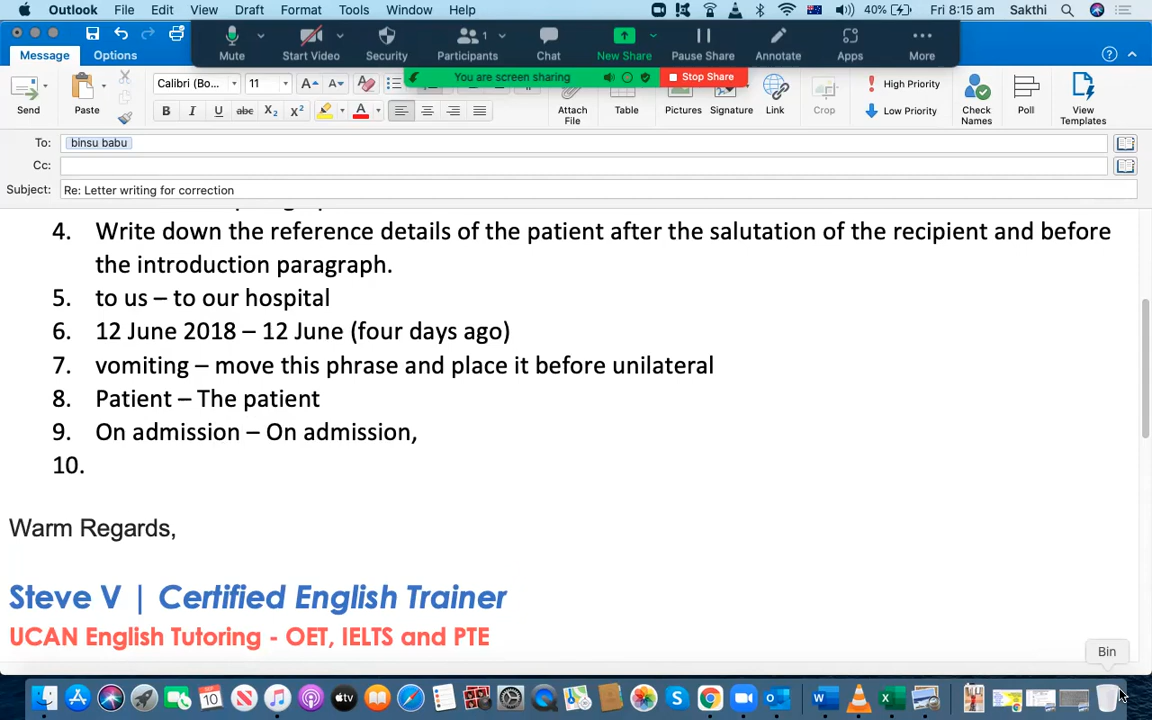 Outlook File Edit View Draft Format Tools Window Help 40% Fri 8:15 am Sakthi
Message Options
Mute Start Video Security Participants 1 Chat New Share Pause Share Annotate Apps More
You are screen sharing Stop Share
Send Paste Calibri (Bo... 11 Attach File Table Pictures Signature Link Crop High Priority Low Priority Check Names Poll View Templates
To: binsu babu
Cc:
Subject: Re: Letter writing for correction
4. Write down the reference details of the patient after the salutation of the recipient and before
the introduction paragraph.
5. to us – to our hospital
6. 12 June 2018 – 12 June (four days ago)
7. vomiting – move this phrase and place it before unilateral
8. Patient – The patient
9. On admission – On admission,
10.
Warm Regards,
Steve V | Certified English Trainer
UCAN English Tutoring - OET, IELTS and PTE
Bin